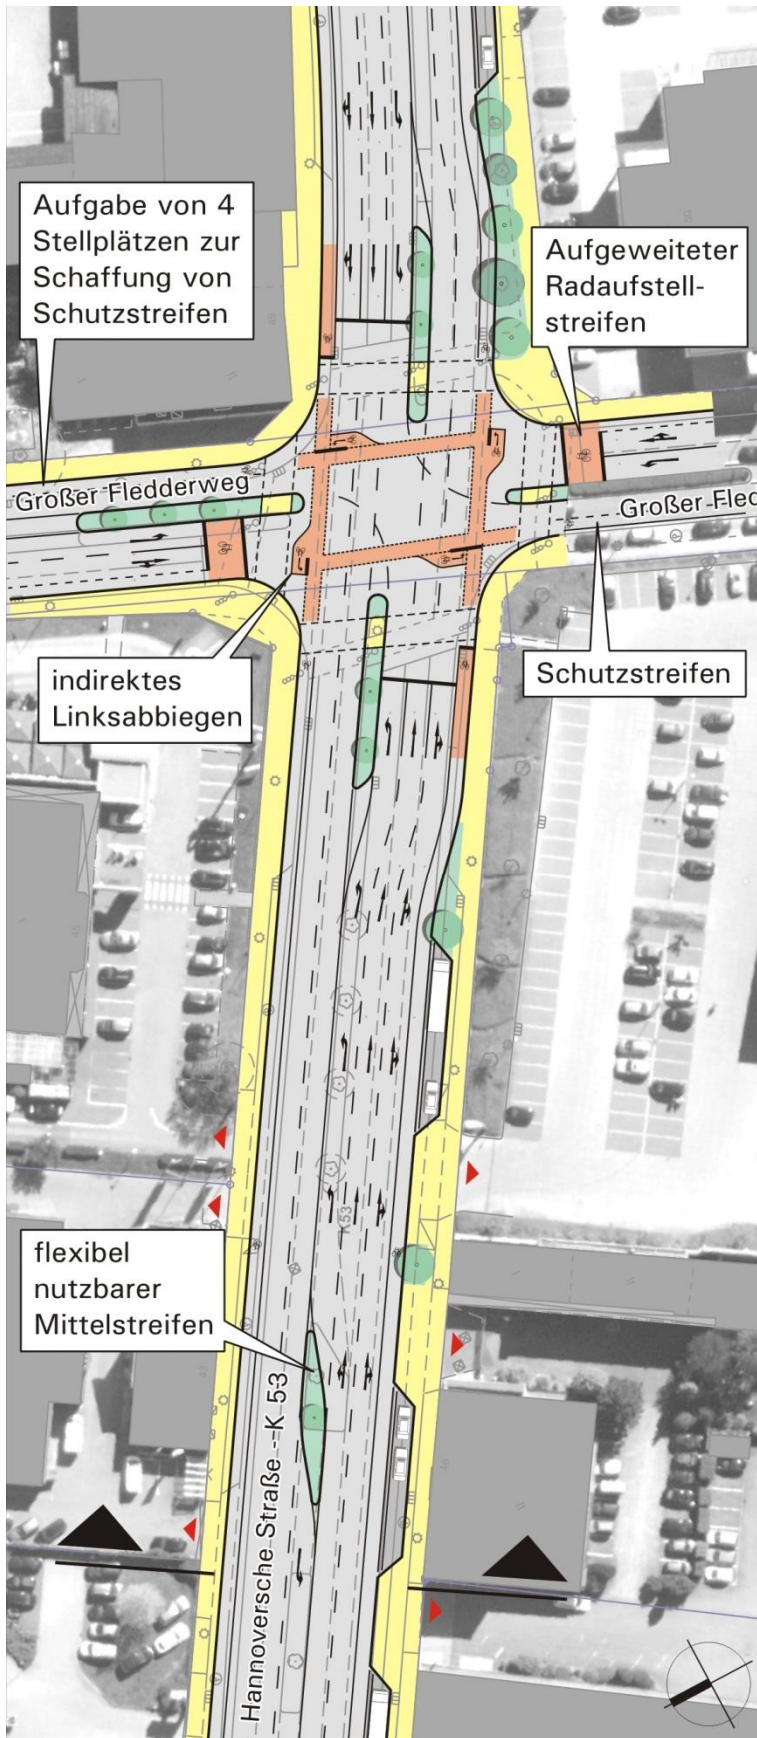 Aufgabe von 4
Stellplätzen zur
Schaffung von
Schutzstreifen
Aufgeweiteter
Radaufstell-
streifen
Großer Fledderweg
Großer Fled
indirektes
Linksabbiegen
Schutzstreifen
K 53
flexibel
nutzbarer
Mittelstreifen
Hannoversche Straße - K 53